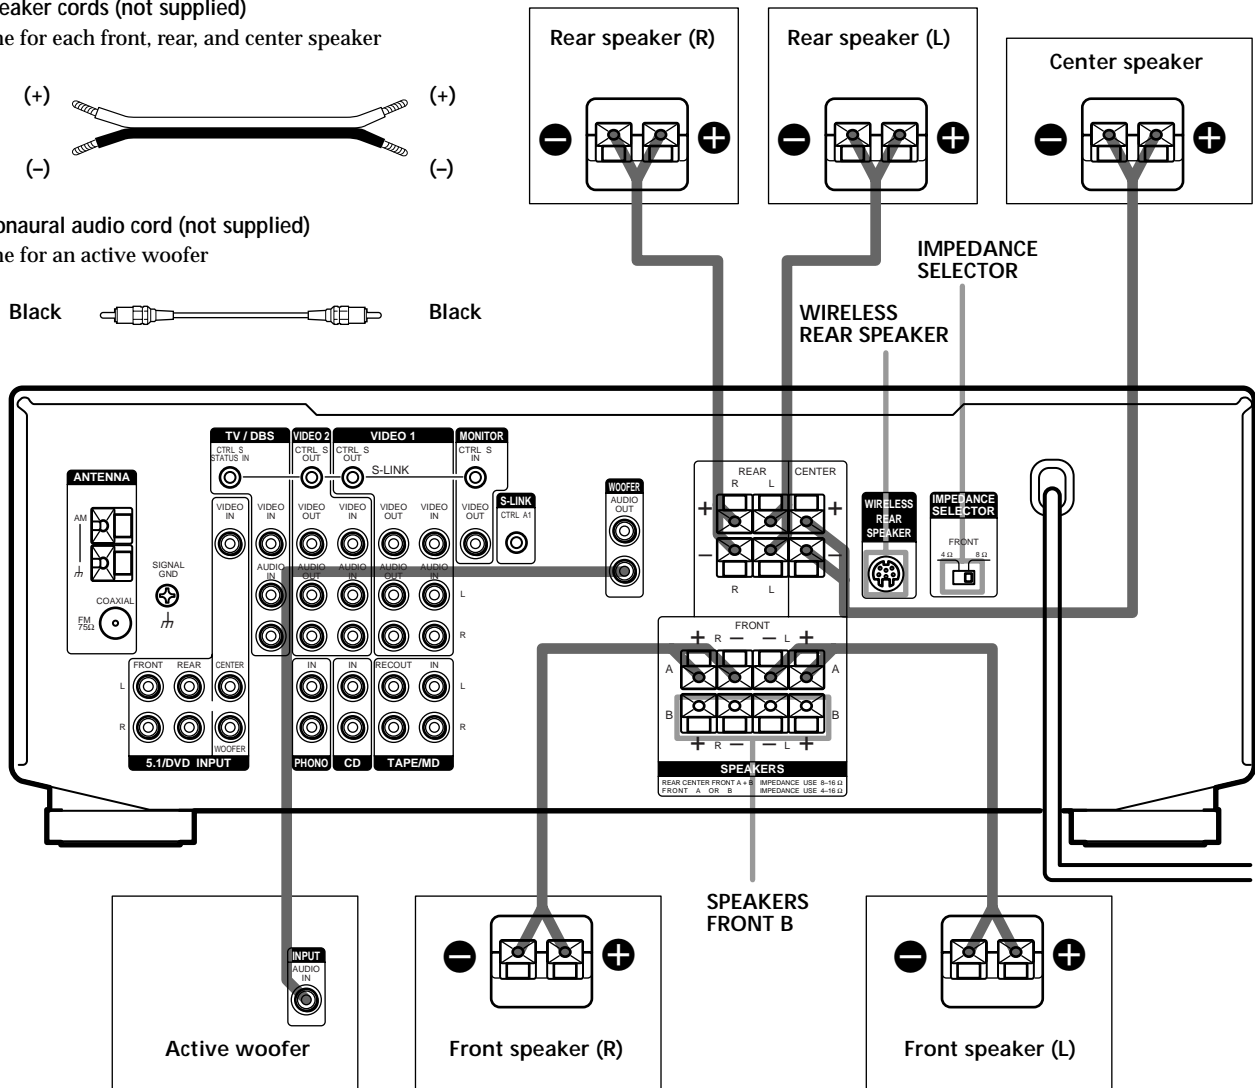 eaker cords (not supplied)
ne for each front, rear, and center speaker
(+) (+)
(–) (–)
onaural audio cord (not supplied)
ne for an active woofer
Black Black
Rear speaker (R)
Rear speaker (L)
Center speaker
IMPEDANCE
SELECTOR
WIRELESS
REAR SPEAKER
ANTENNA
AM
COAXIAL
FM
75Ω
SIGNAL
GND
TV / DBS
CTRL S
STATUS IN
VIDEO 2
CTRL S
OUT
VIDEO 1
CTRL S
OUT
S-LINK
MONITOR
CTRL S
IN
VIDEO
IN
VIDEO
IN
VIDEO
OUT
VIDEO
IN
VIDEO
OUT
VIDEO
IN
VIDEO
OUT
S-LINK
CTRL A1
AUDIO
IN
AUDIO
OUT
AUDIO
IN
AUDIO
OUT
AUDIO
IN
L
R
FRONT REAR CENTER
L
R
WOOFER
5.1/DVD INPUT
IN
PHONO
IN
CD
RECOUT IN
TAPE/MD
L
R
WOOFER
AUDIO
OUT
REAR CENTER
R L
+ +
– –
R L
WIRELESS
REAR
SPEAKER
IMPEDANCE
SELECTOR
FRONT
4 Ω 8 Ω
FRONT
+ R – – L +
A A
B B
+ R – – L +
SPEAKERS
REAR CENTER FRONT A + B IMPEDANCE USE 8–16 Ω
FRONT A OR B IMPEDANCE USE 4–16 Ω
SPEAKERS
FRONT B
INPUT
AUDIO
IN
Active woofer
Front speaker (R)
Front speaker (L)